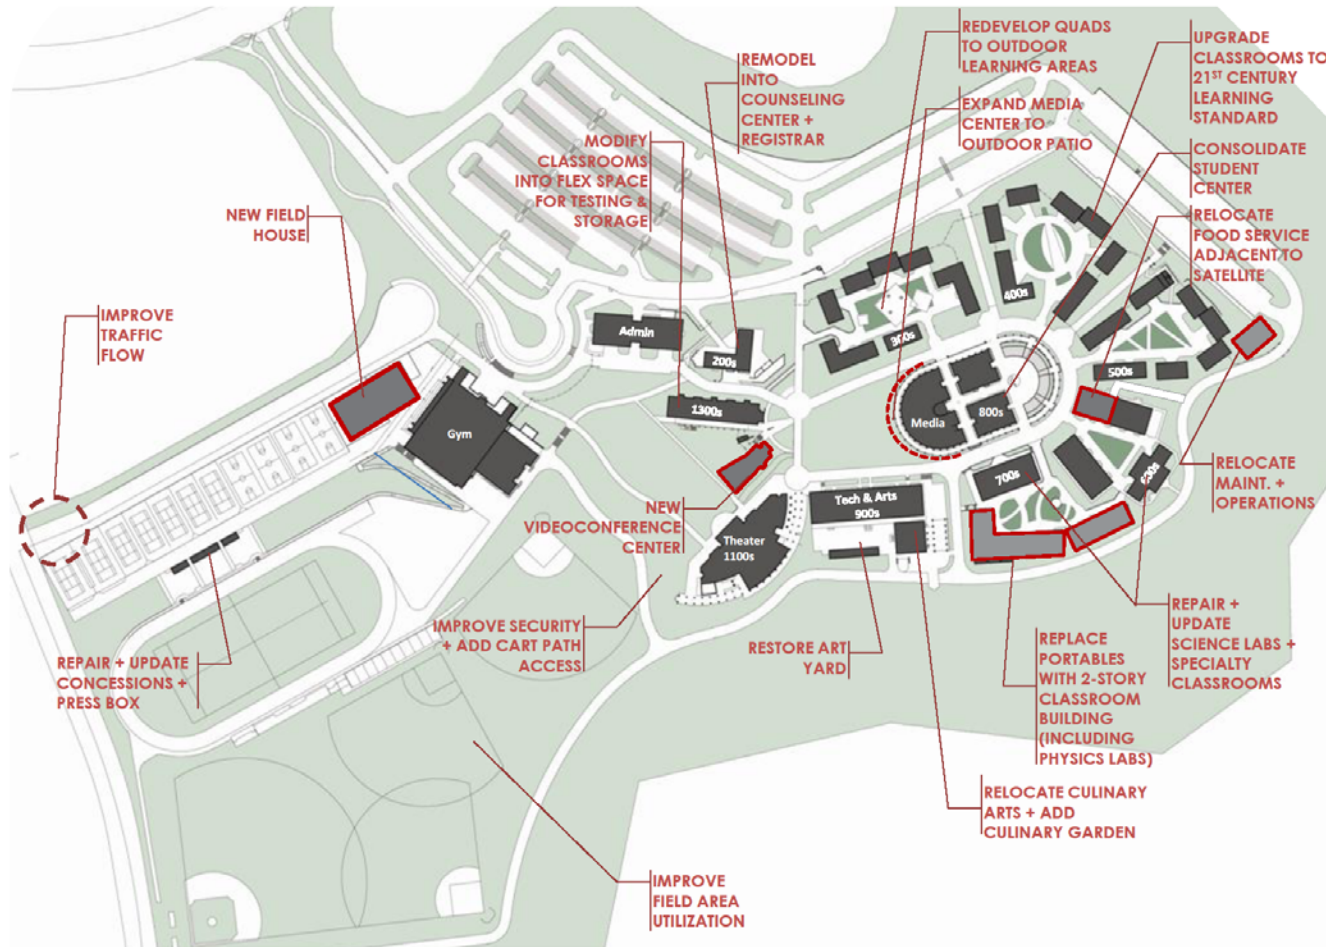 REDEVELOP QUADS
TO OUTDOOR
LEARNING AREAS
UPGRADE
CLASSROOMS TO
21ST CENTURY
LEARNING
STANDARD
REMODEL
INTO
COUNSELING
CENTER +
REGISTRAR
EXPAND MEDIA
CENTER TO
OUTDOOR PATIO
MODIFY
CLASSROOMS
INTO FLEX SPACE
FOR TESTING &
STORAGE
CONSOLIDATE
STUDENT
CENTER
NEW FIELD
HOUSE
RELOCATE
FOOD SERVICE
ADJACENT TO
SATELLITE
IMPROVE
TRAFFIC
FLOW
400s
Admin
300s
200s
500s
1300s
800s
Media
Gym
RELOCATE
MAINT. +
OPERATIONS
700s
600s
Tech & Arts
900s
NEW
VIDEOCONFERENCE
CENTER
Theater
1100s
IMPROVE SECURITY
+ ADD CART PATH
ACCESS
RESTORE ART
YARD
REPAIR + UPDATE
CONCESSIONS +
PRESS BOX
REPLACE
PORTABLES
WITH 2-STORY
CLASSROOM
BUILDING
(INCLUDING
PHYSICS LABS)
REPAIR +
UPDATE
SCIENCE LABS +
SPECIALTY
CLASSROOMS
RELOCATE CULINARY
ARTS + ADD
CULINARY GARDEN
IMPROVE
FIELD AREA
UTILIZATION